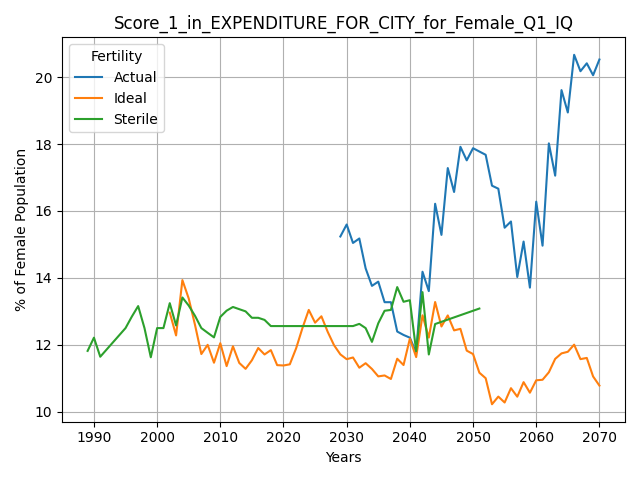 Score_1_in_EXPENDITURE_FOR_CITY_for_Female_Q1_IQ
Fertility
Actual
Ideal
Sterile
% of Female Population
20
18
16
14
12
10
1990 2000 2010 2020 2030 2040 2050 2060 2070
Years